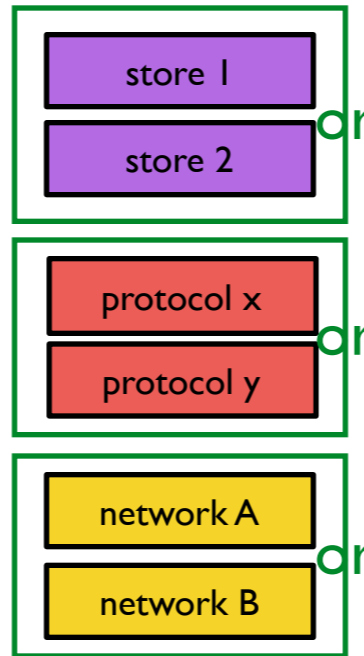 store 1
store 2
protocol x
protocol y
network A
network B